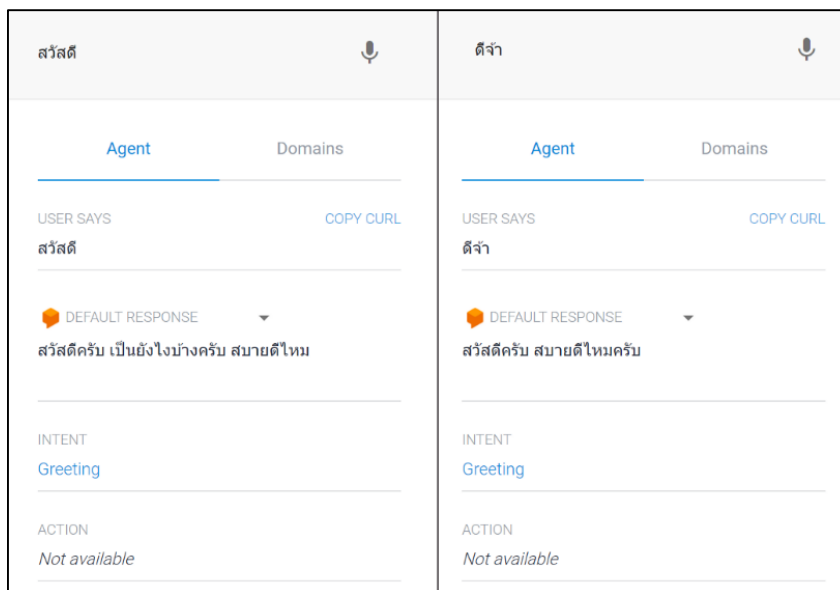 สวัสดี
Agent
Domains
USER SAYS
COPY CURL
สวัสดี
DEFAULT RESPONSE
สวัสดีครับ เป็นยังไงบ้างครับ สบายดีไหม
INTENT
Greeting
ACTION
Not available
ดีจ้า
Agent
Domains
USER SAYS
COPY CURL
ดีจ้า
DEFAULT RESPONSE
สวัสดีครับ สบายดีไหมครับ
INTENT
Greeting
ACTION
Not available